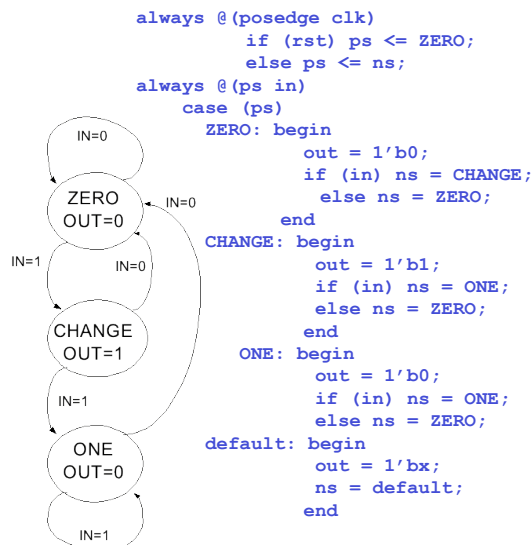 always @(posedge clk)
if (rst) ps <= ZERO;
else ps <= ns;
always @(ps in)
case (ps)
ZERO: begin
out = 1'b0;
if (in) ns = CHANGE;
else ns = ZERO;
end
CHANGE: begin
out = 1'b1;
if (in) ns = ONE;
else ns = ZERO;
end
ONE: begin
out = 1'b0;
if (in) ns = ONE;
else ns = ZERO;
default: begin
out = 1'bx;
ns = default;
end
IN=0
ZERO
OUT=0
IN=0
IN=1
IN=0
CHANGE
OUT=1
IN=1
ONE
OUT=0
IN=1